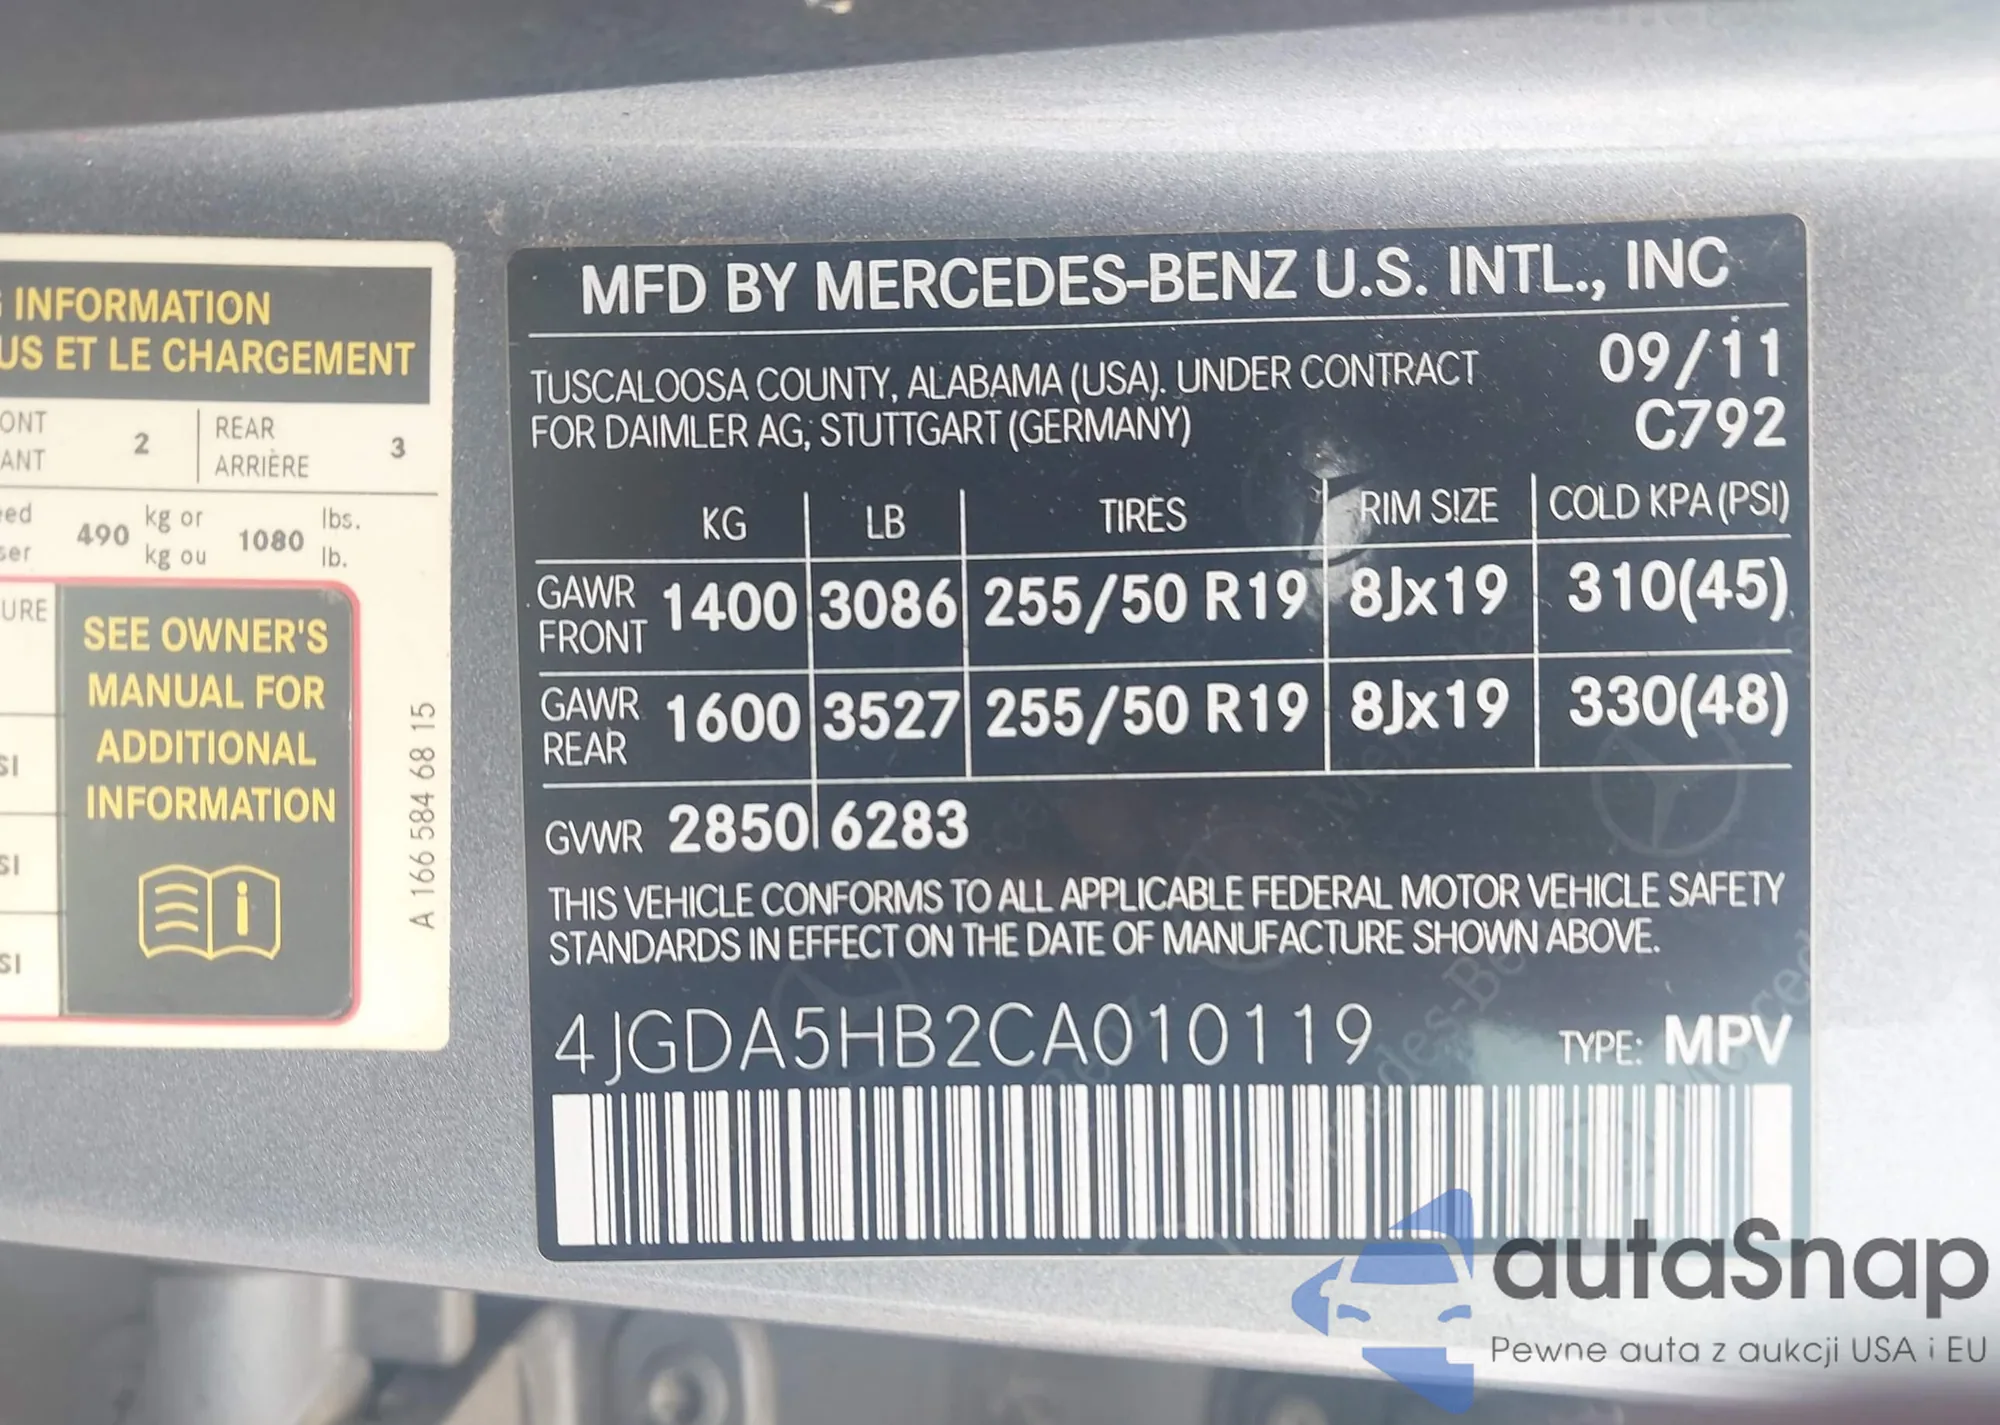 INFORMATION
US ET LE CHARGEMENT
ONT
ANT
2
REAR
ARRIÈRE
3
490
kg or
kg ou
1080
lbs.
lb.
URE
SEE OWNER'S
MANUAL FOR
ADDITIONAL
INFORMATION
SI
SI
SI
A 166 584 68 15
MFD BY MERCEDES-BENZ U.S. INTL., INC
TUSCALOOSA COUNTY, ALABAMA (USA). UNDER CONTRACT
FOR DAIMLER AG, STUTTGART (GERMANY)
09/11
C792
KG LB TIRES RIM SIZE COLD KPA (PSI)
GAWR FRONT 1400 3086 255/50 R19 8Jx19 310(45)
GAWR REAR 1600 3527 255/50 R19 8Jx19 330(48)
GVWR 2850 6283
THIS VEHICLE CONFORMS TO ALL APPLICABLE FEDERAL MOTOR VEHICLE SAFETY
STANDARDS IN EFFECT ON THE DATE OF MANUFACTURE SHOWN ABOVE.
4JGDA5HB2CA010119
TYPE: MPV
autaSnap
Pewne auta z aukcji USA i EU